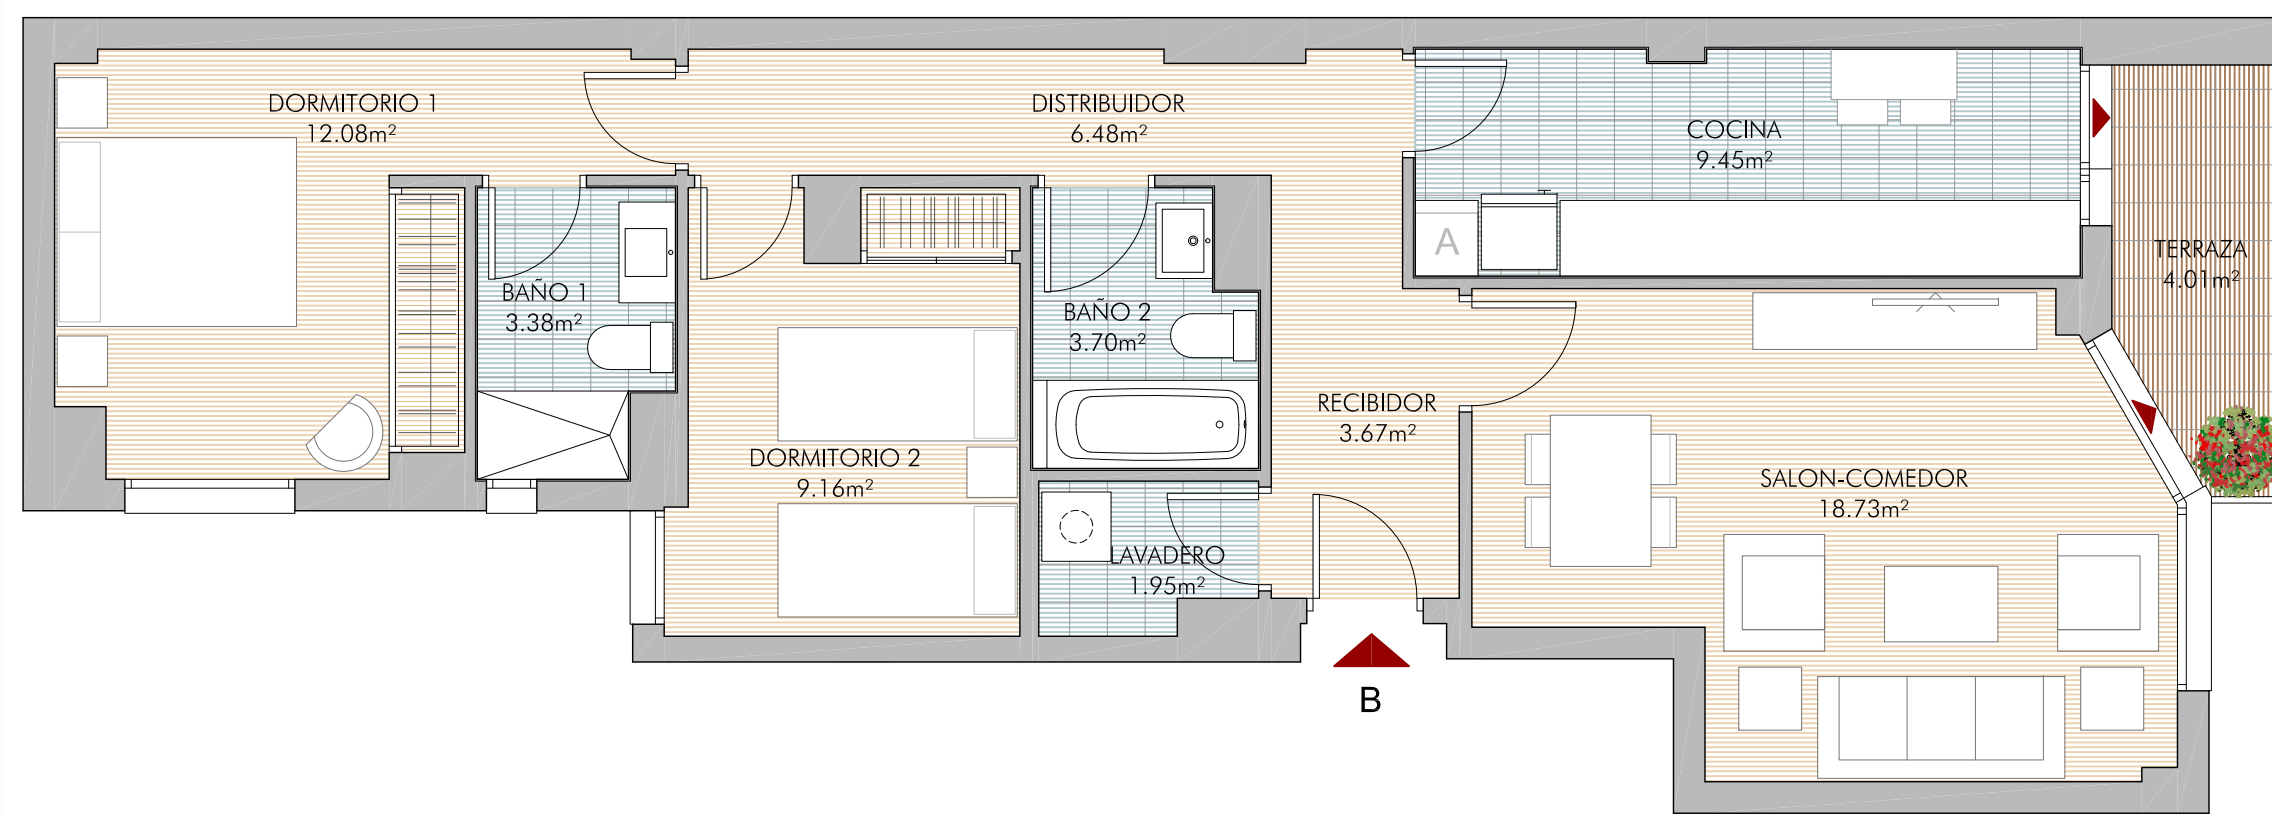 DORMITORIO 1
12.08m²
DISTRIBUIDOR
6.48m²
COCINA
9.45m²
A
TERRAZA
4.01m²
BAÑO 1
3.38m²
BAÑO 2
3.70m²
RECIBIDOR
3.67m²
DORMITORIO 2
9.16m²
SALON-COMEDOR
18.73m²
LAVADERO
1.95m²
B